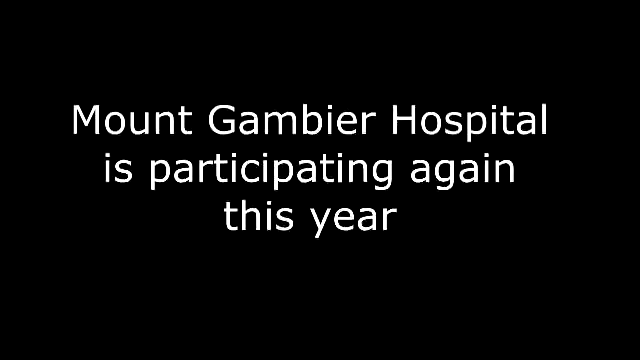 Mount Gambier Hospital
is participating again
this year